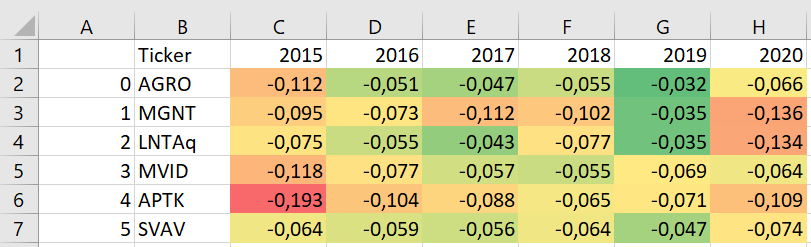 A B C D E F G H
1 Ticker 2015 2016 2017 2018 2019 2020
2 0 AGRO -0,112 -0,051 -0,047 -0,055 -0,032 -0,066
3 1 MGNT -0,095 -0,073 -0,112 -0,102 -0,035 -0,136
4 2 LNTAq -0,075 -0,055 -0,043 -0,077 -0,035 -0,134
5 3 MVID -0,118 -0,077 -0,057 -0,055 -0,069 -0,064
6 4 APTK -0,193 -0,104 -0,088 -0,065 -0,071 -0,109
7 5 SVAV -0,064 -0,059 -0,056 -0,064 -0,047 -0,074